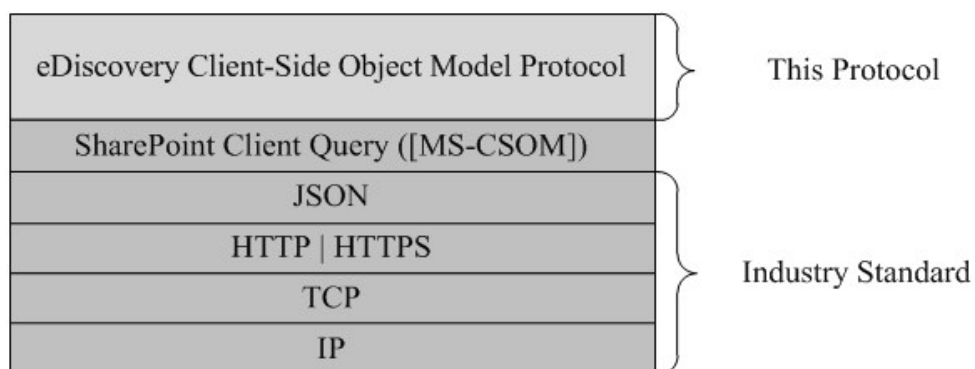 eDiscovery Client-Side Object Model Protocol
This Protocol
SharePoint Client Query ([MS-CSOM])
JSON
HTTP | HTTPS
Industry Standard
TCP
IP